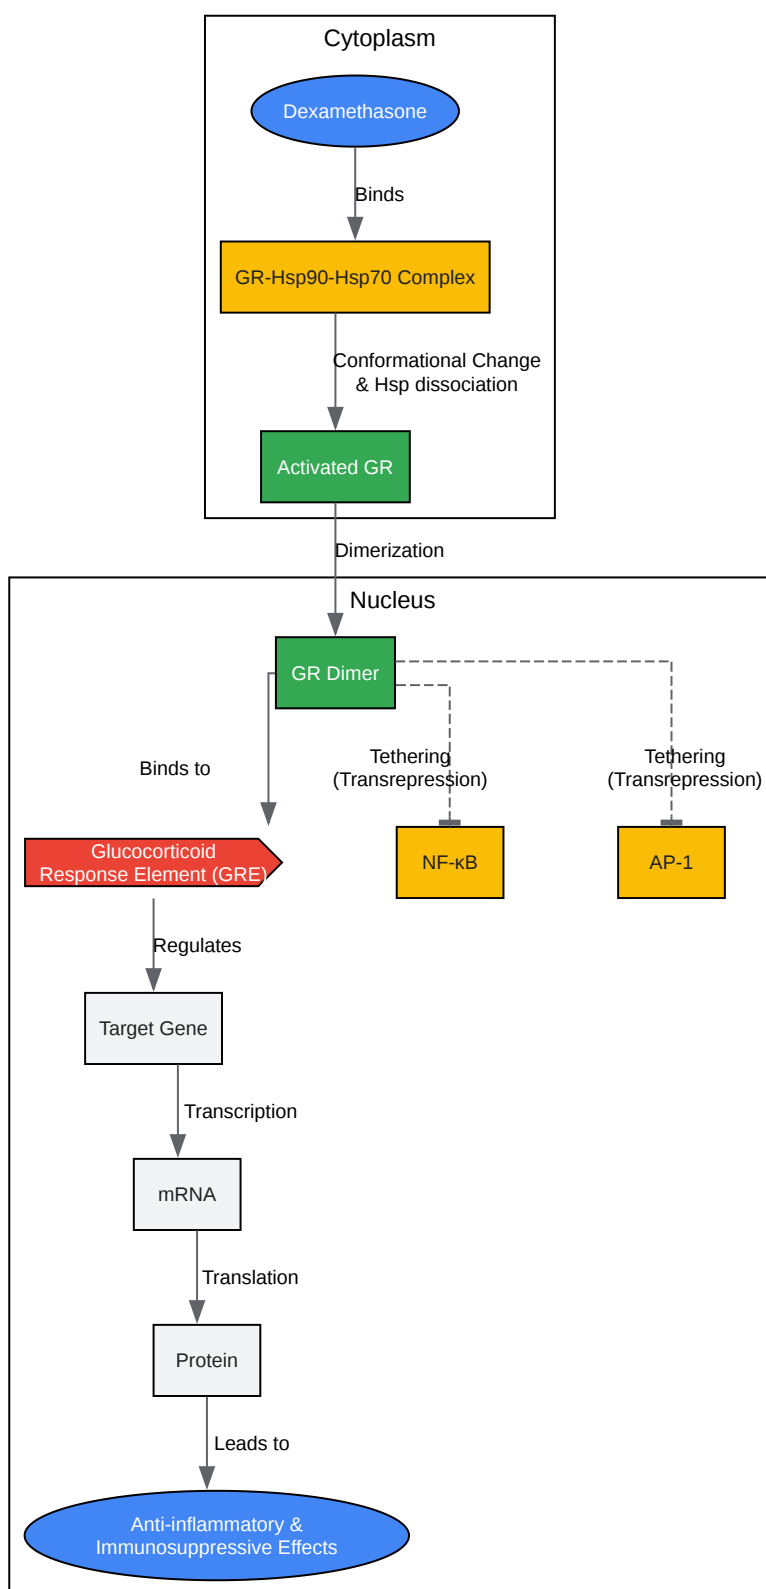 Cytoplasm
Dexamethasone
Binds
GR-Hsp90-Hsp70 Complex
Conformational Change
& Hsp dissociation
Activated GR
Dimerization
Nucleus
GR Dimer
Binds to
Tethering
(Transrepression)
Tethering
(Transrepression)
Glucocorticoid
Response Element (GRE)
NF-κB
AP-1
Regulates
Target Gene
Transcription
mRNA
Translation
Protein
Leads to
Anti-inflammatory &
Immunosuppressive Effects